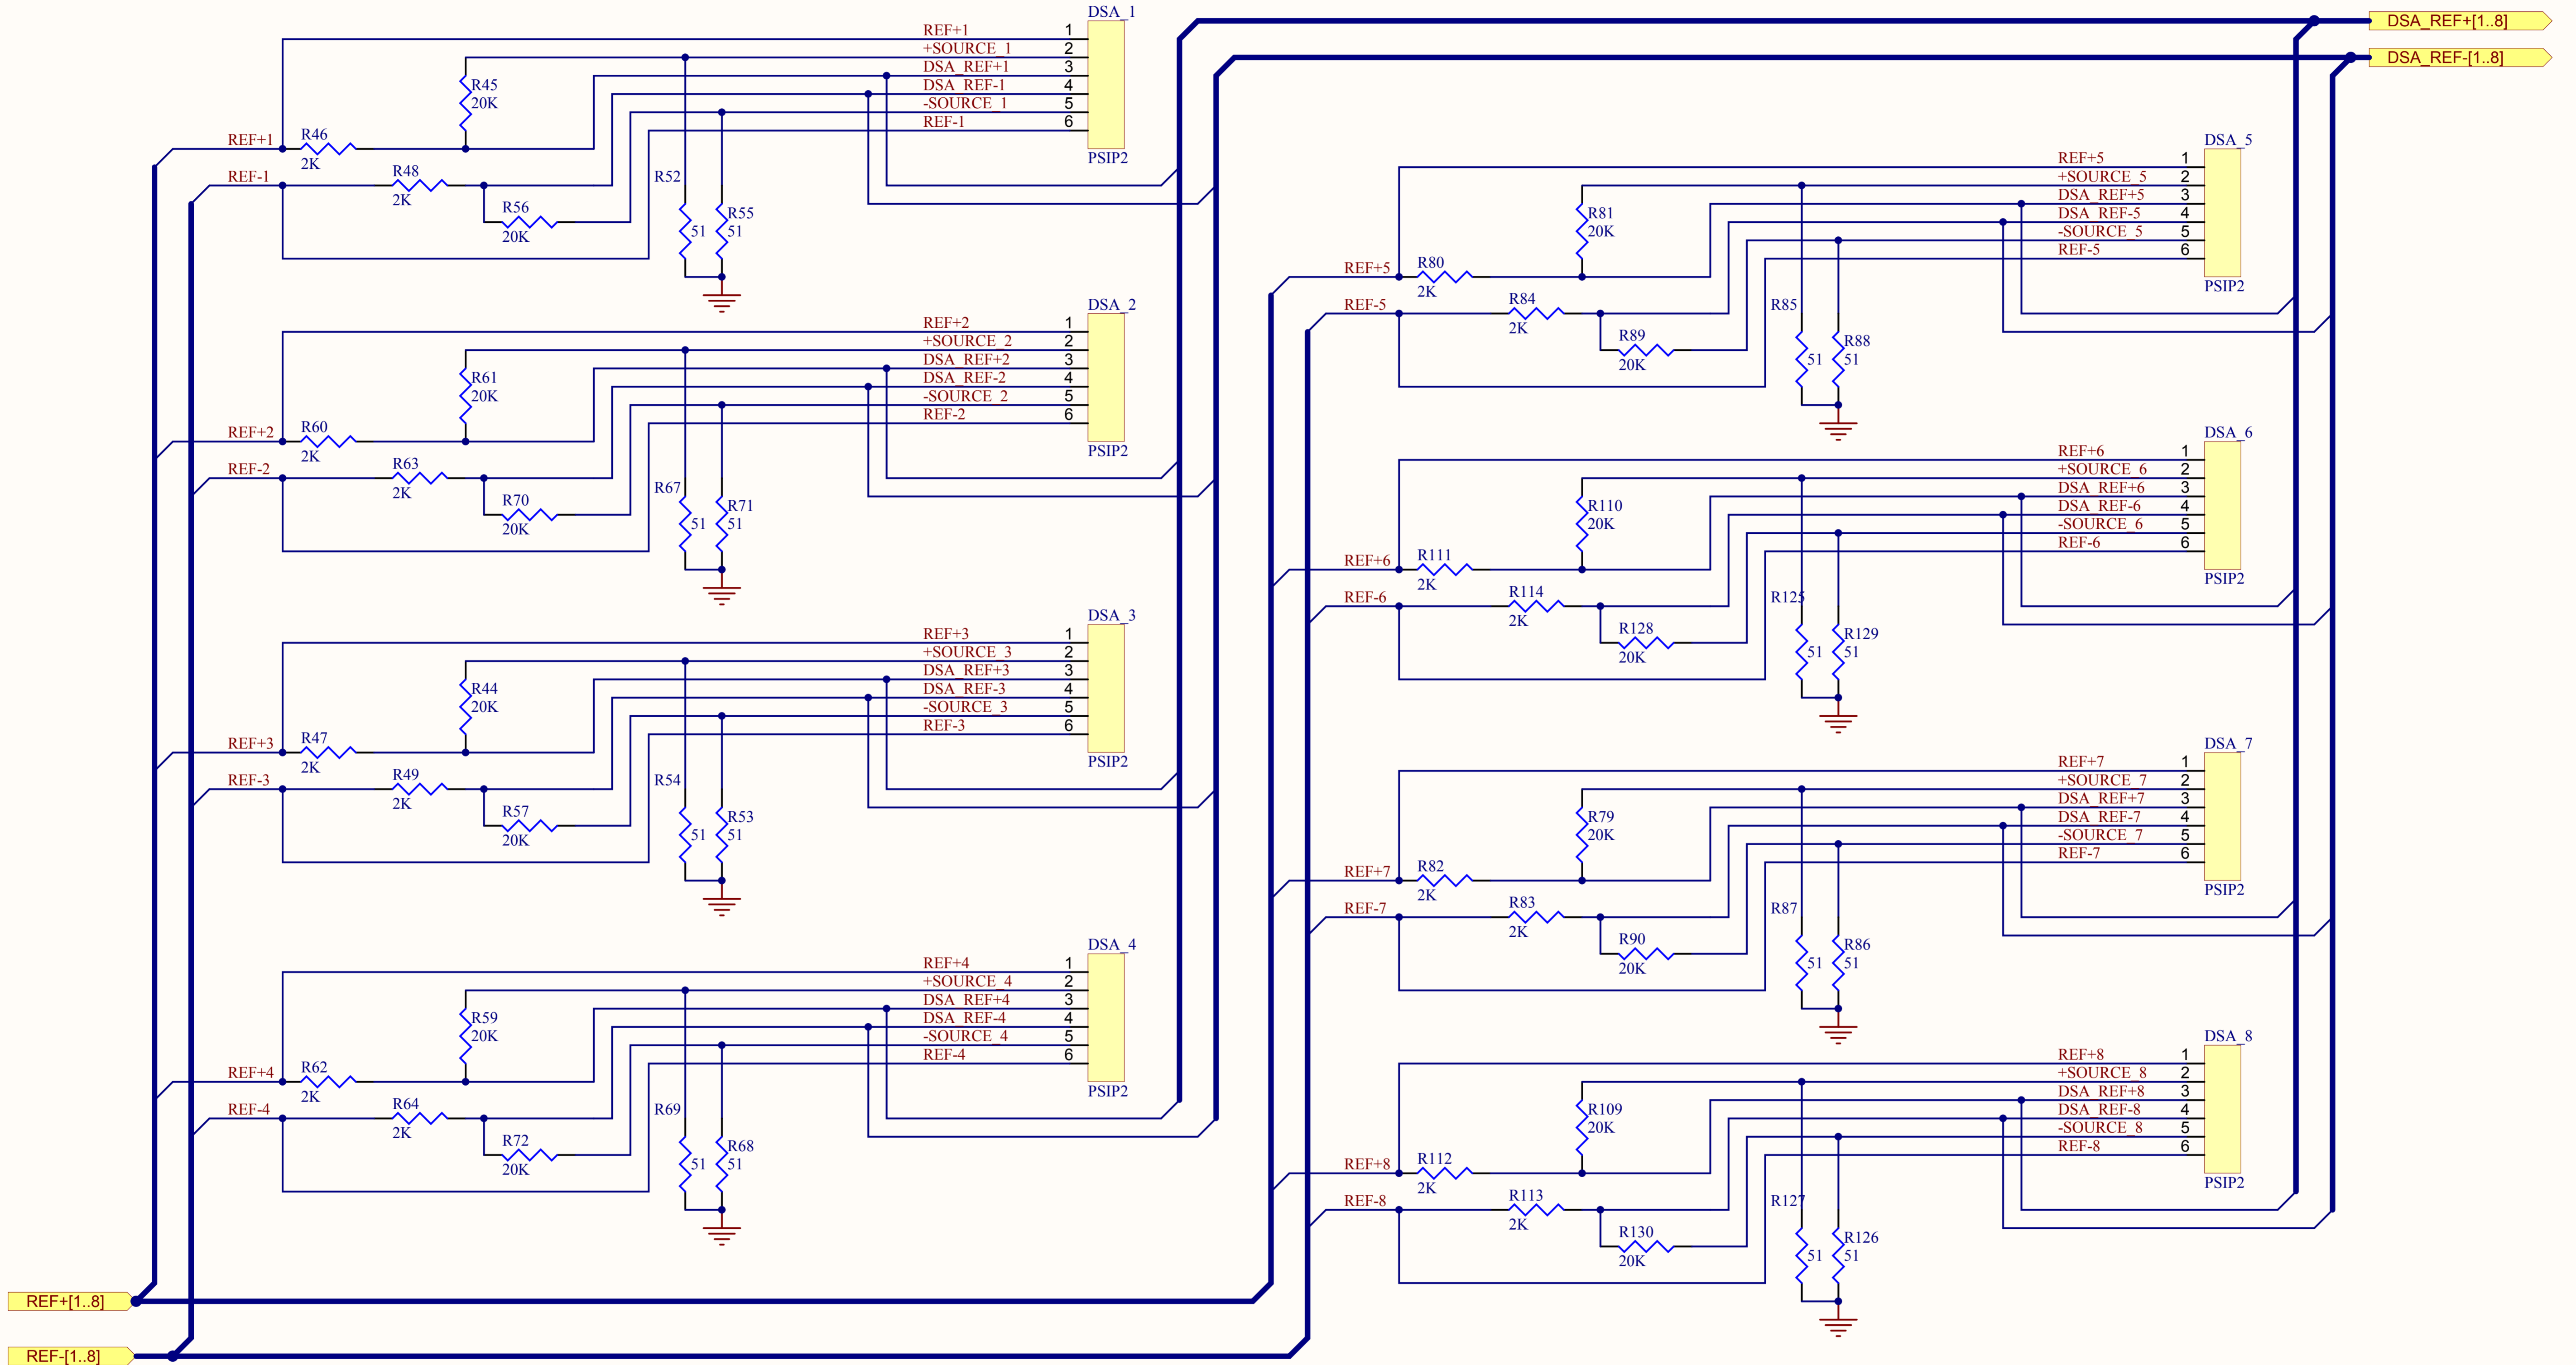 DSA_1
REF+1 1
+SOURCE_1 2
DSA_REF+1 3
DSA_REF-1 4
-SOURCE_1 5
REF-1 6
PSIP2
R45
20K
REF+1
R46
2K
REF-1
R48
2K
R56
20K
R52
51
R55
51
DSA_2
REF+2 1
+SOURCE_2 2
DSA_REF+2 3
DSA_REF-2 4
-SOURCE_2 5
REF-2 6
PSIP2
R61
20K
REF+2
R60
2K
REF-2
R63
2K
R70
20K
R67
51
R71
51
DSA_3
REF+3 1
+SOURCE_3 2
DSA_REF+3 3
DSA_REF-3 4
-SOURCE_3 5
REF-3 6
PSIP2
R44
20K
REF+3
R47
2K
REF-3
R49
2K
R57
20K
R54
51
R53
51
DSA_4
REF+4 1
+SOURCE_4 2
DSA_REF+4 3
DSA_REF-4 4
-SOURCE_4 5
REF-4 6
PSIP2
R59
20K
REF+4
R62
2K
REF-4
R64
2K
R72
20K
R69
51
R68
51
REF+[1..8]
REF-[1..8]
DSA_REF+[1..8]
DSA_REF-[1..8]
DSA_5
REF+5 1
+SOURCE_5 2
DSA_REF+5 3
DSA_REF-5 4
-SOURCE_5 5
REF-5 6
PSIP2
R81
20K
REF+5
R80
2K
REF-5
R84
2K
R89
20K
R85
51
R88
51
DSA_6
REF+6 1
+SOURCE_6 2
DSA_REF+6 3
DSA_REF-6 4
-SOURCE_6 5
REF-6 6
PSIP2
R110
20K
REF+6
R111
2K
REF-6
R114
2K
R128
20K
R125
51
R129
51
DSA_7
REF+7 1
+SOURCE_7 2
DSA_REF+7 3
DSA_REF-7 4
-SOURCE_7 5
REF-7 6
PSIP2
R79
20K
REF+7
R82
2K
REF-7
R83
2K
R90
20K
R87
51
R86
51
DSA_8
REF+8 1
+SOURCE_8 2
DSA_REF+8 3
DSA_REF-8 4
-SOURCE_8 5
REF-8 6
PSIP2
R109
20K
REF+8
R112
2K
REF-8
R113
2K
R130
20K
R127
51
R126
51